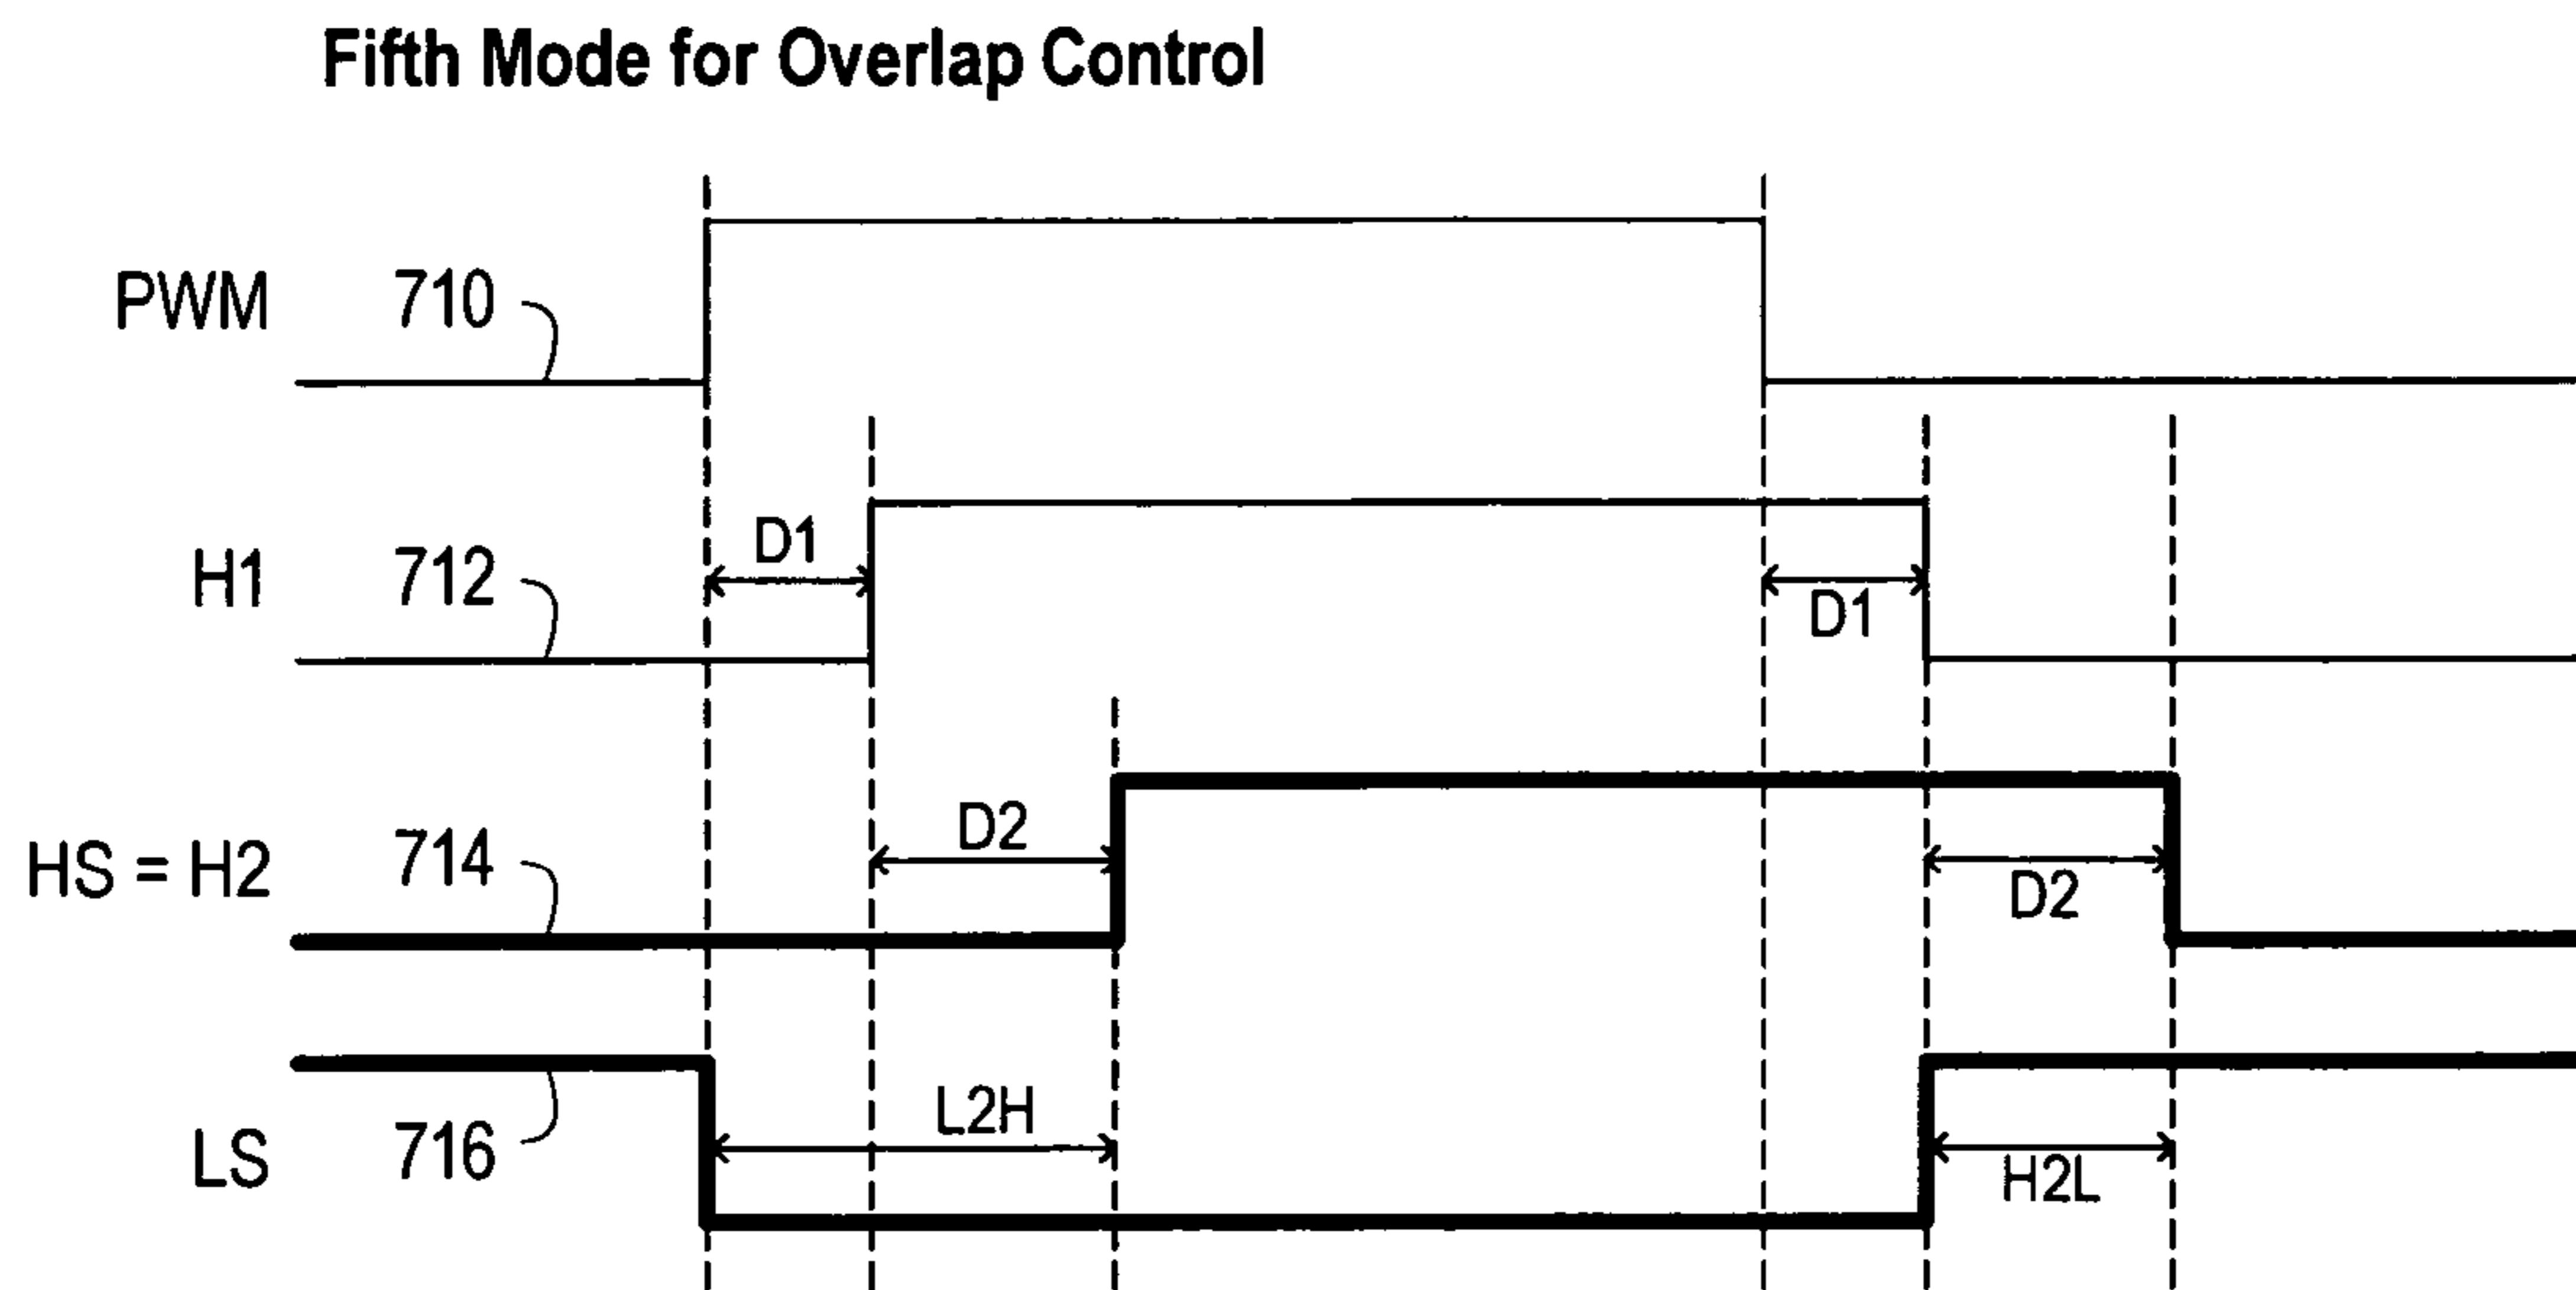 Fifth Mode for Overlap Control
PWM 710
H1 712 D1 D1
HS = H2 714 D2 D2
LS 716 L2H H2L